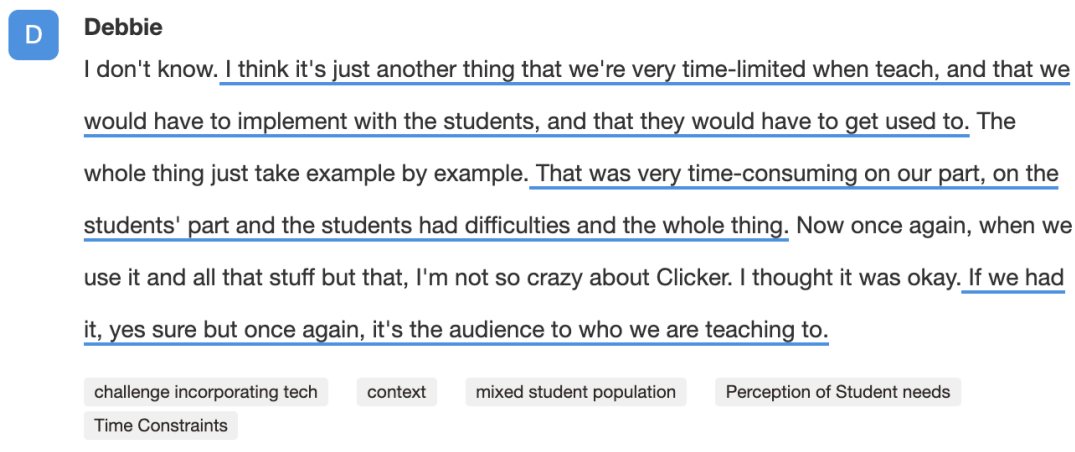 D
Debbie
I don't know. I think it's just another thing that we're very time-limited when teach, and that we
would have to implement with the students, and that they would have to get used to. The
whole thing just take example by example. That was very time-consuming on our part, on the
students' part and the students had difficulties and the whole thing. Now once again, when we
use it and all that stuff but that, I'm not so crazy about Clicker. I thought it was okay. If we had
it, yes sure but once again, it's the audience to who we are teaching to.
challenge incorporating tech context mixed student population Perception of Student needs
Time Constraints